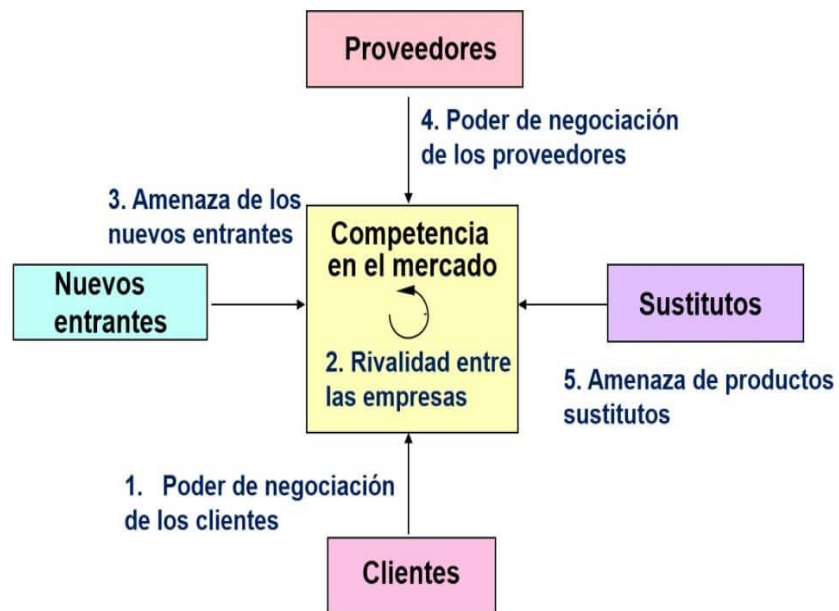 Proveedores
4. Poder de negociación
de los proveedores
3. Amenaza de los
nuevos entrantes
Competencia
en el mercado
Nuevos
entrantes
Sustitutos
2. Rivalidad entre
las empresas
5. Amenaza de productos
sustitutos
1. Poder de negociación
de los clientes
Clientes